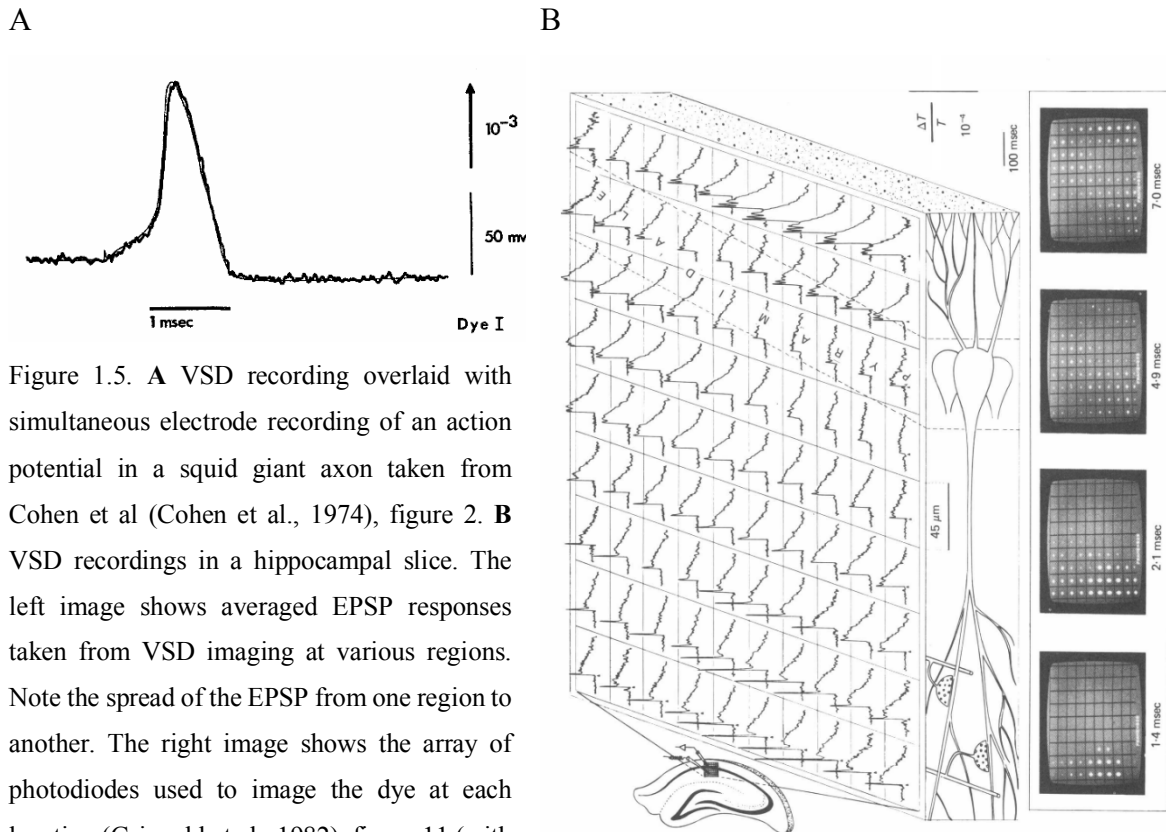 A
B
10⁻³
50 mv
1 msec
Dye I
Figure 1.5. A VSD recording overlaid with
simultaneous electrode recording of an action
potential in a squid giant axon taken from
Cohen et al (Cohen et al., 1974), figure 2. B
VSD recordings in a hippocampal slice. The
left image shows averaged EPSP responses
taken from VSD imaging at various regions.
Note the spread of the EPSP from one region to
another. The right image shows the array of
photodiodes used to image the dye at each
PYRAMIDAE
ΔT
T
10⁻⁴
100 msec
45 μm
7·0 msec
4·9 msec
2·1 msec
1·4 msec